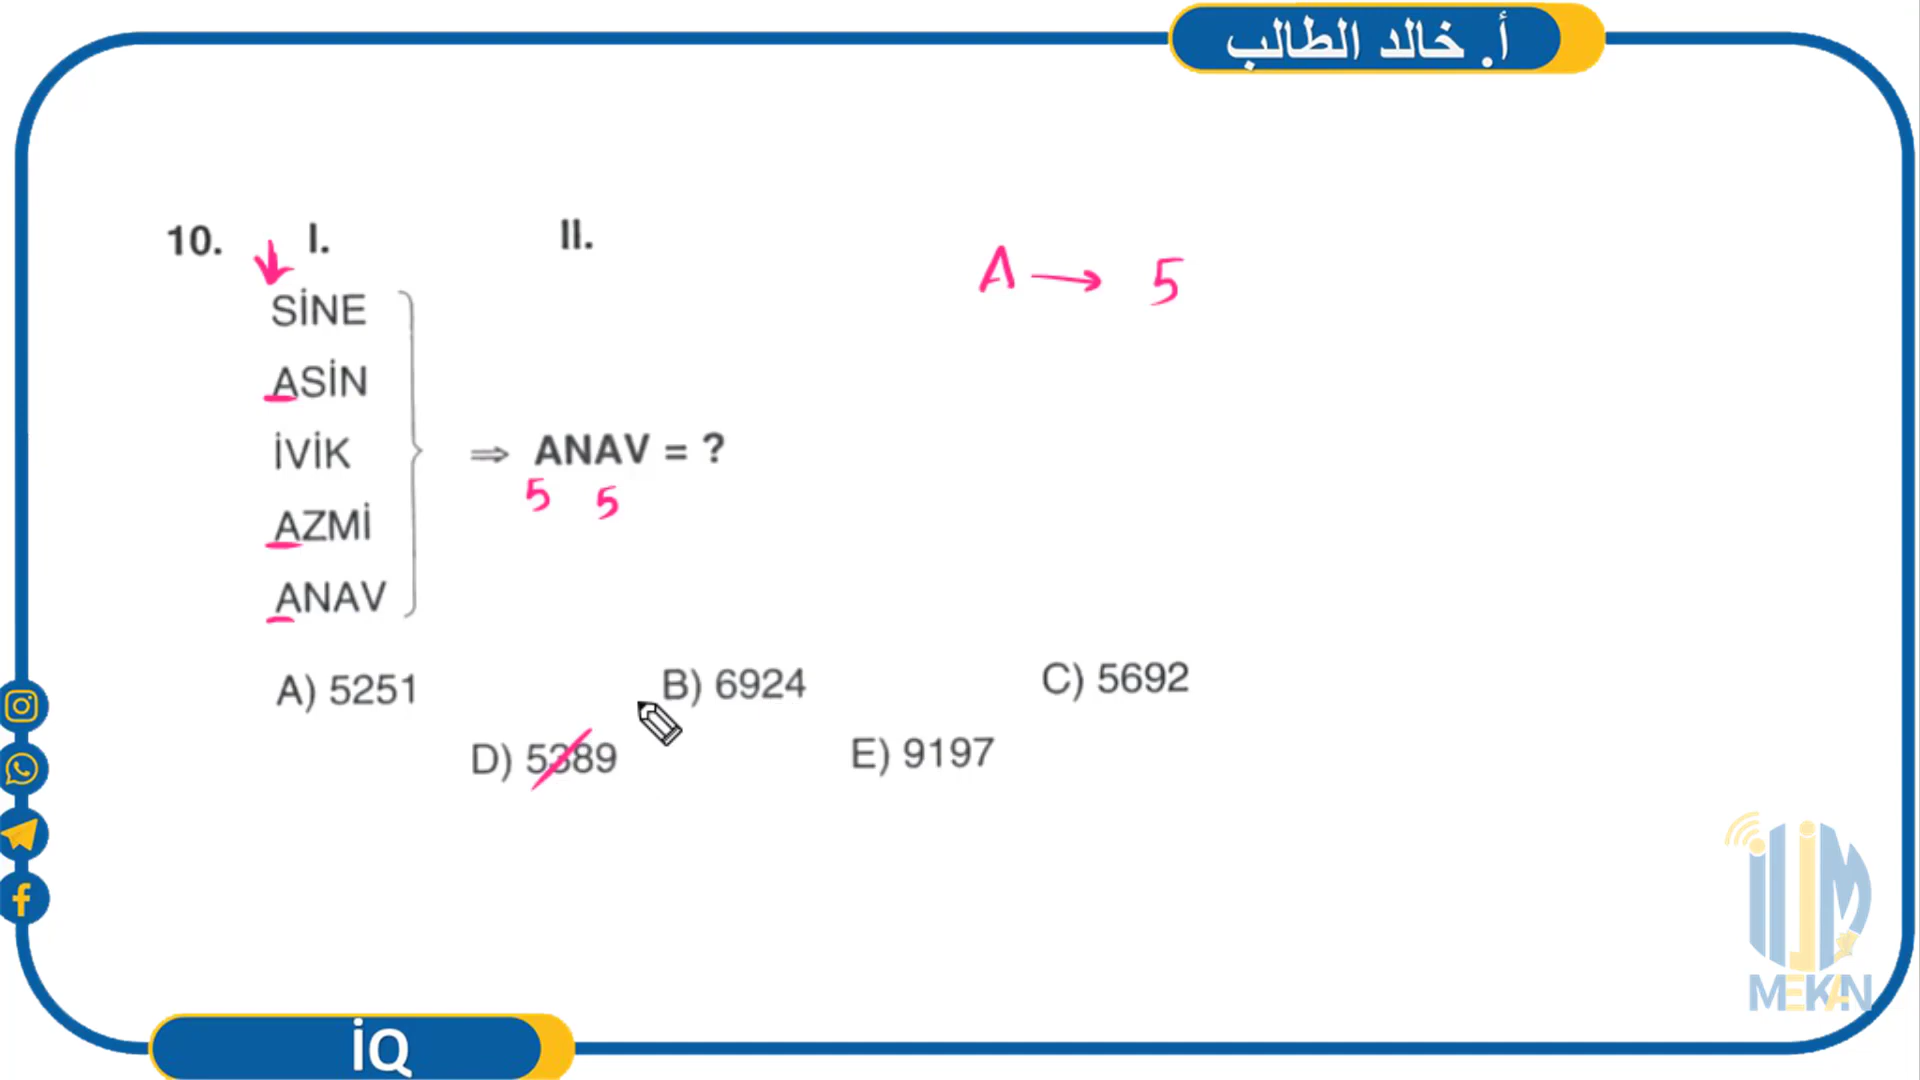 أ. خالد الطالب
10. I. II.
A → 5
SİNE
ASİN
İVİK
⇒ ANAV = ?
5 5
AZMİ
ANAV
A) 5251 B) 6924 C) 5692
D) 5389 E) 9197
MEKAN
İQ